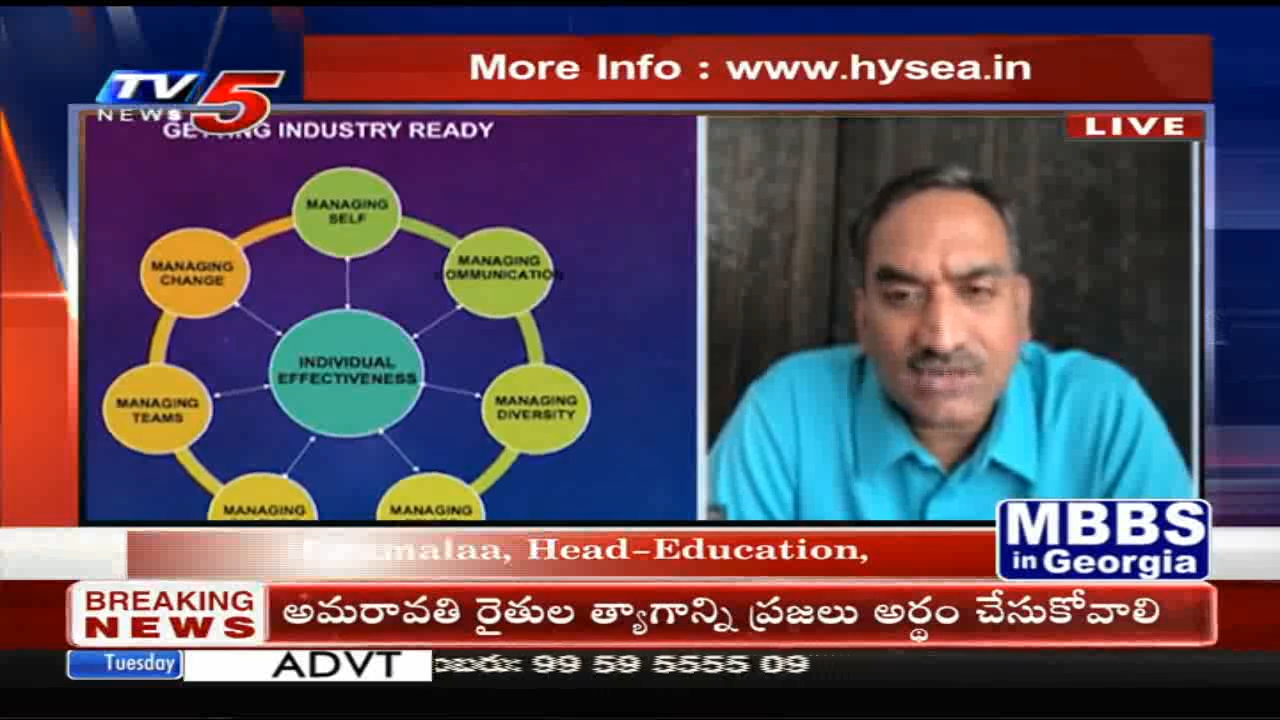 More Info : www.hysea.in
TV5
NEWS
LIVE
GETTING INDUSTRY READY
MANAGING
SELF
MANAGING
COMMUNICATION
MANAGING
CHANGE
INDIVIDUAL
EFFECTIVENESS
MANAGING
TEAMS
MANAGING
DIVERSITY
MANAGING
MANAGING
Head-Education,
MBBS
in Georgia
BREAKING
NEWS
అమరావతి రైతుల త్యాగాన్ని ప్రజలు అర్థం చేసుకోవాలి
Tuesday
ADVT
99 59 5555 09